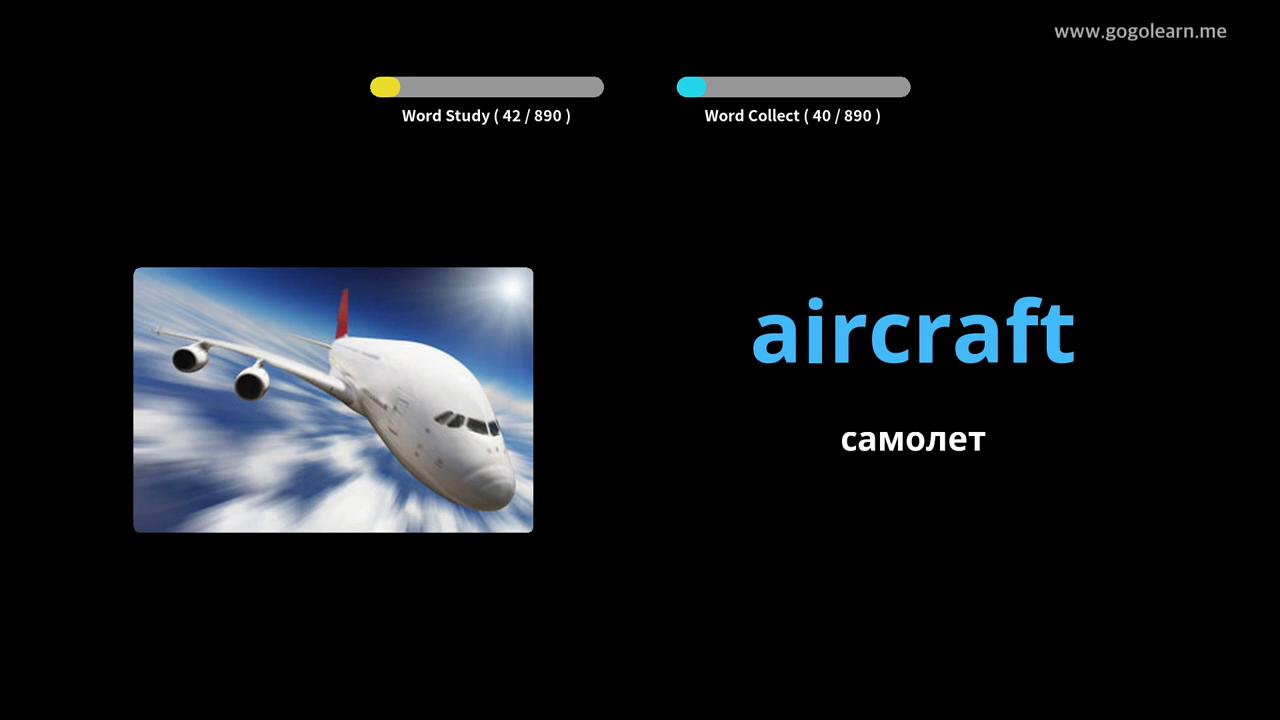 www.gogolearn.me
Word Study ( 42 / 890 )
Word Collect ( 40 / 890 )
aircraft
самолет